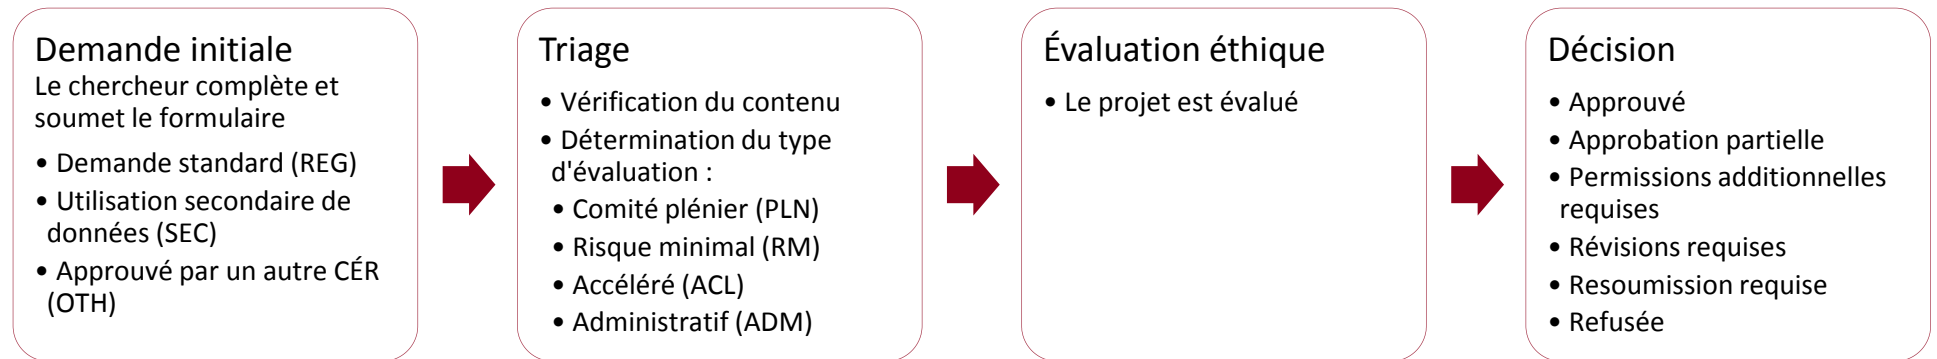 Demande initiale
Le chercheur complète et
soumet le formulaire
• Demande standard (REG)
• Utilisation secondaire de
données (SEC)
• Approuvé par un autre CÉR
(OTH)
Triage
• Vérification du contenu
• Détermination du type
d'évaluation :
• Comité plénier (PLN)
• Risque minimal (RM)
• Accéléré (ACL)
• Administratif (ADM)
Évaluation éthique
• Le projet est évalué
Décision
• Approuvé
• Approbation partielle
• Permissions additionnelles
requises
• Révisions requises
• Resoumission requise
• Refusée